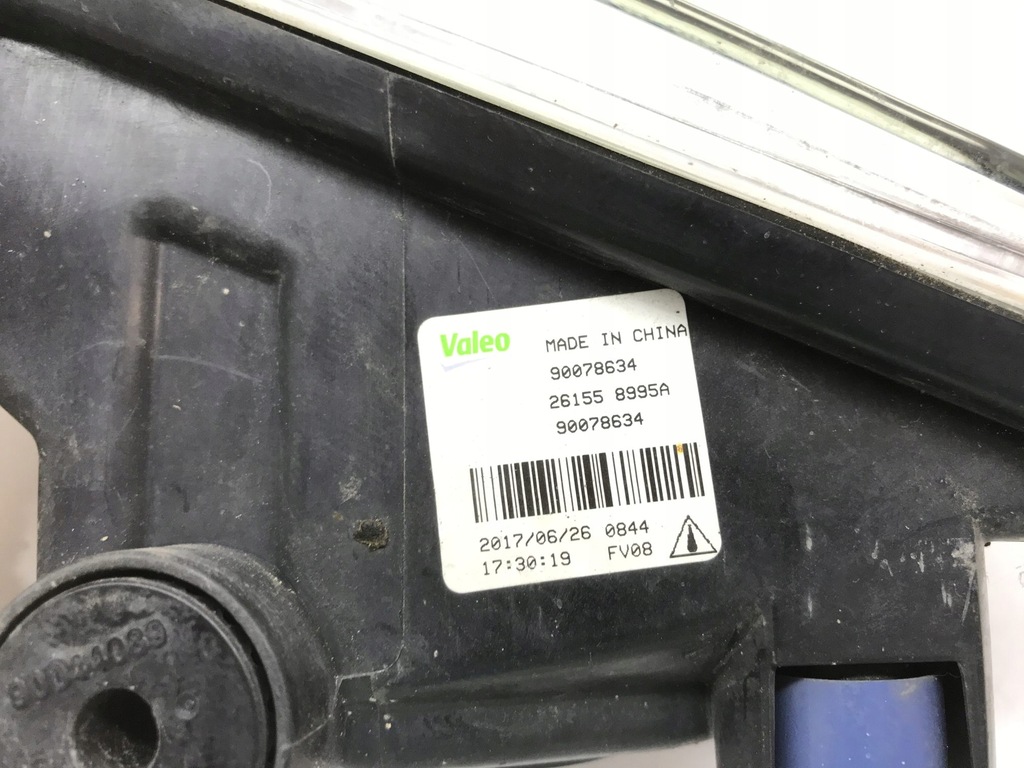 Valeo
MADE IN CHINA
90078634
26155 8995A
90078634
2017/06/26 0844
17:30:19 FV08